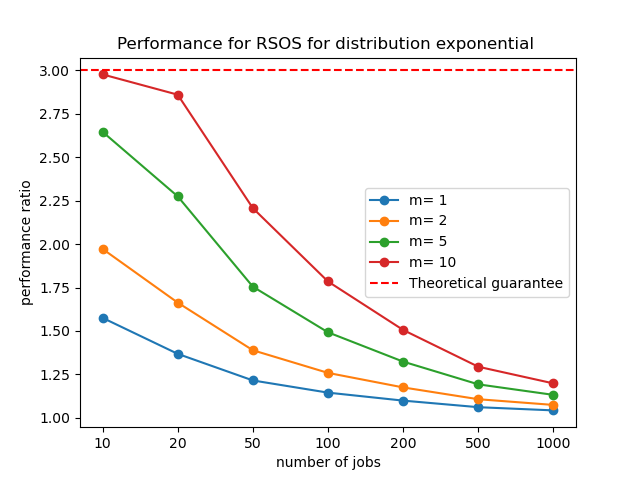 Performance for RSOS for distribution exponential
performance ratio
3.00
2.75
2.50
2.25
2.00
1.75
1.50
1.25
1.00
m= 1
m= 2
m= 5
m= 10
Theoretical guarantee
10 20 50 100 200 500 1000
number of jobs